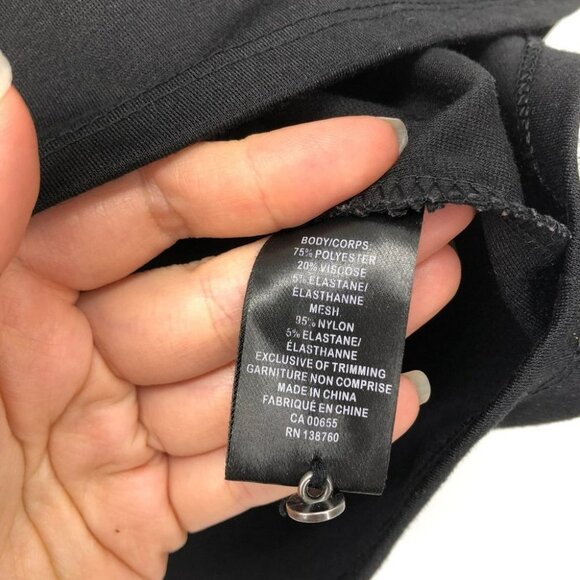 BODY/CORPS:
75% POLYESTER
20% VISCOSE
5% ELASTANE/
ÉLASTHANNE
MESH
95% NYLON
5% ELASTANE/
ÉLASTHANNE
EXCLUSIVE OF TRIMMING
GARNITURE NON COMPRISE
MADE IN CHINA
FABRIQUÉ EN CHINE
CA 00655
RN 138760